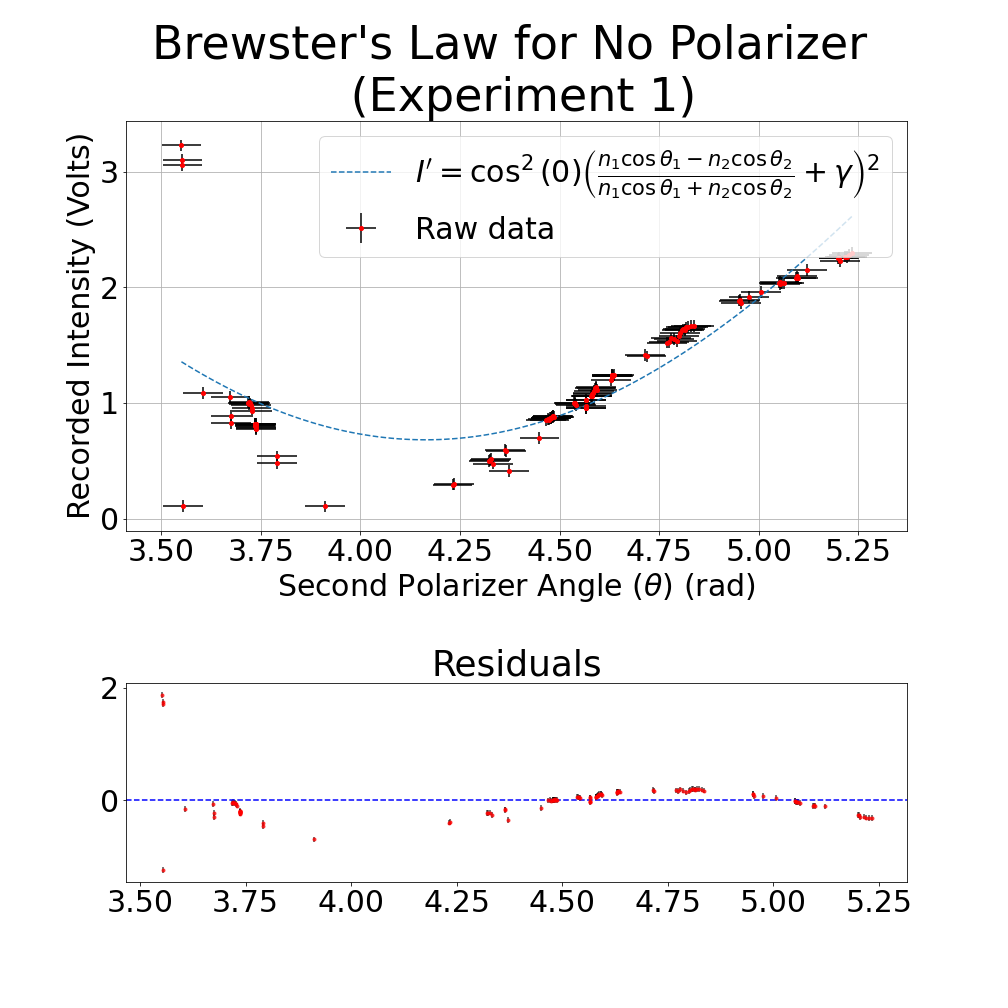 Brewster's Law for No Polarizer
(Experiment 1)
Recorded Intensity (Volts)
3
2
1
0
I′ = cos² (0)(n₁cos θ₁ − n₂cos θ₂ / n₁cos θ₁ + n₂cos θ₂ + γ)²
Raw data
3.50 3.75 4.00 4.25 4.50 4.75 5.00 5.25
Second Polarizer Angle (θ) (rad)
Residuals
2
0
3.50 3.75 4.00 4.25 4.50 4.75 5.00 5.25